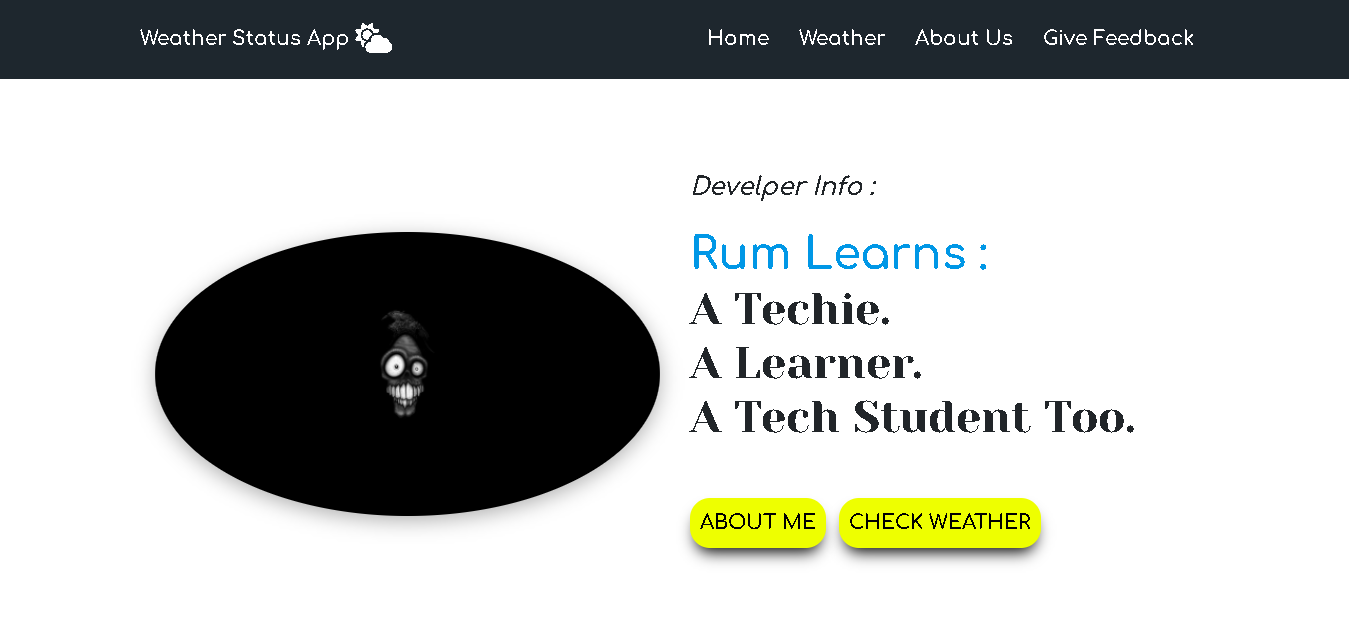 Weather Status App
Home Weather About Us Give Feedback
Develper Info :
Rum Learns :
A Techie.
A Learner.
A Tech Student Too.
ABOUT ME CHECK WEATHER